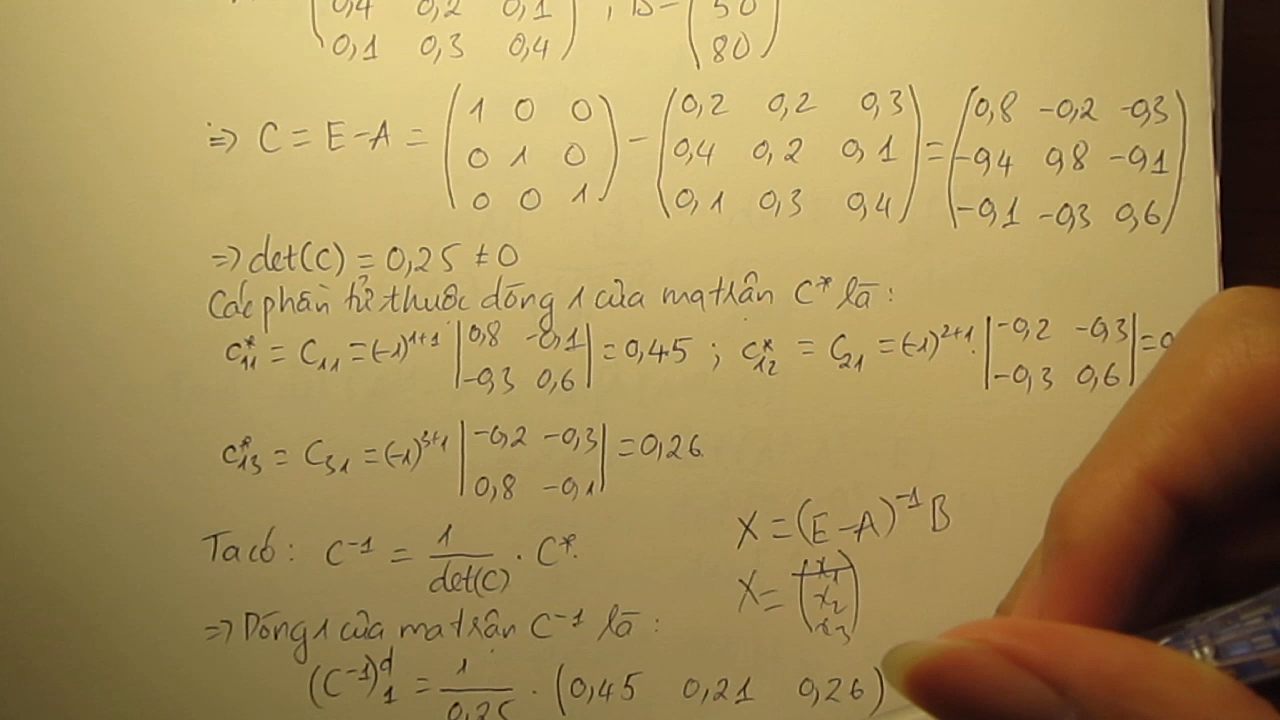 0,4 0,2 0,1 , B = 50
0,1 0,3 0,4 80
=> C = E - A = (1 0 0 0 1 0 0 0 1) - (0,2 0,2 0,3 0,4 0,2 0,1 0,1 0,3 0,4) = (0,8 -0,2 -0,3 -0,4 0,8 -0,1 -0,1 -0,3 0,6)
=> det(C) = 0,25 ≠ 0
Các phần tử thuộc dòng 1 của ma trận C* là :
c*₁₁ = C₁₁ = (-1)¹⁺¹ |0,8 -0,1 -0,3 0,6| = 0,45 ; c*₁₂ = C₂₁ = (-1)²⁺¹. |-0,2 -0,3 -0,3 0,6| = 0
c*₁₃ = C₃₁ = (-1)³⁺¹ |-0,2 -0,3 0,8 -0,1| = 0,26.
Ta có : C⁻¹ = 1/det(C) . C*.
X = (E - A)⁻¹ B
X = (x₁ x₂ x₃)
=> Dòng 1 của ma trận C⁻¹ là :
(C⁻¹)ᵈ₁ = 1/0,25 . (0,45 0,21 0,26)